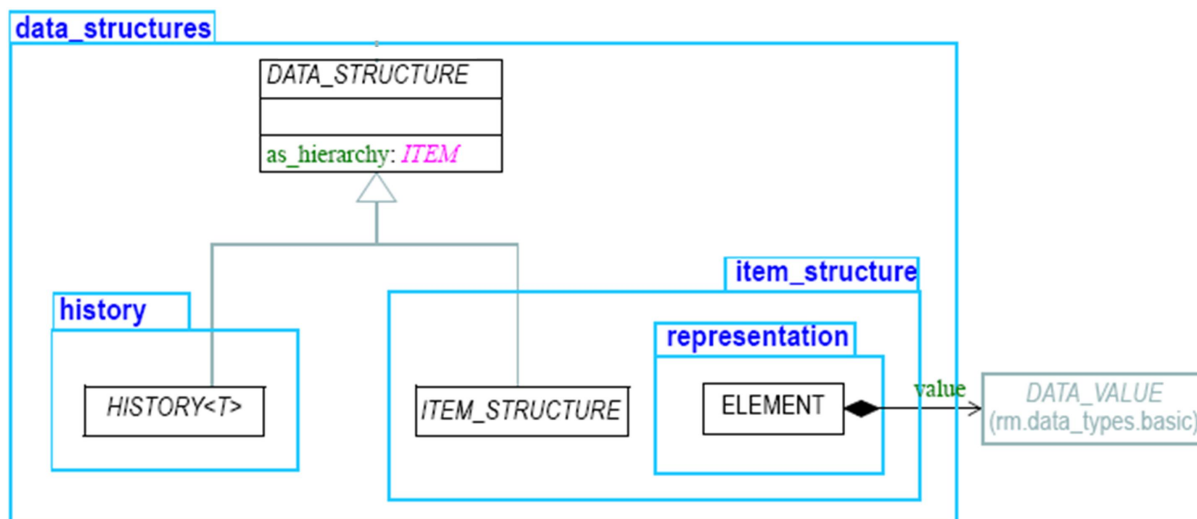 data_structures
DATA_STRUCTURE
as_hierarchy: ITEM
item_structure
history
representation
HISTORY<T>
ITEM_STRUCTURE
ELEMENT
value
DATA_VALUE
(rm.data_types.basic)